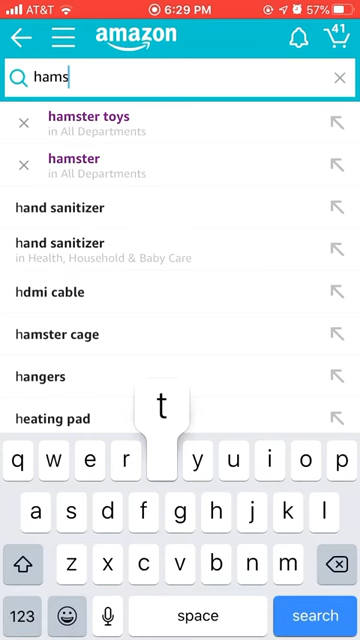 AT&T 6:29 PM 57%
amazon
41
hams
hamster toys
in All Departments
hamster
in All Departments
hand sanitizer
hand sanitizer
in Health, Household & Baby Care
hdmi cable
hamster cage
hangers
heating pad
t
q w e r y u i o p
a s d f g h j k l
z x c v b n m
123 space search